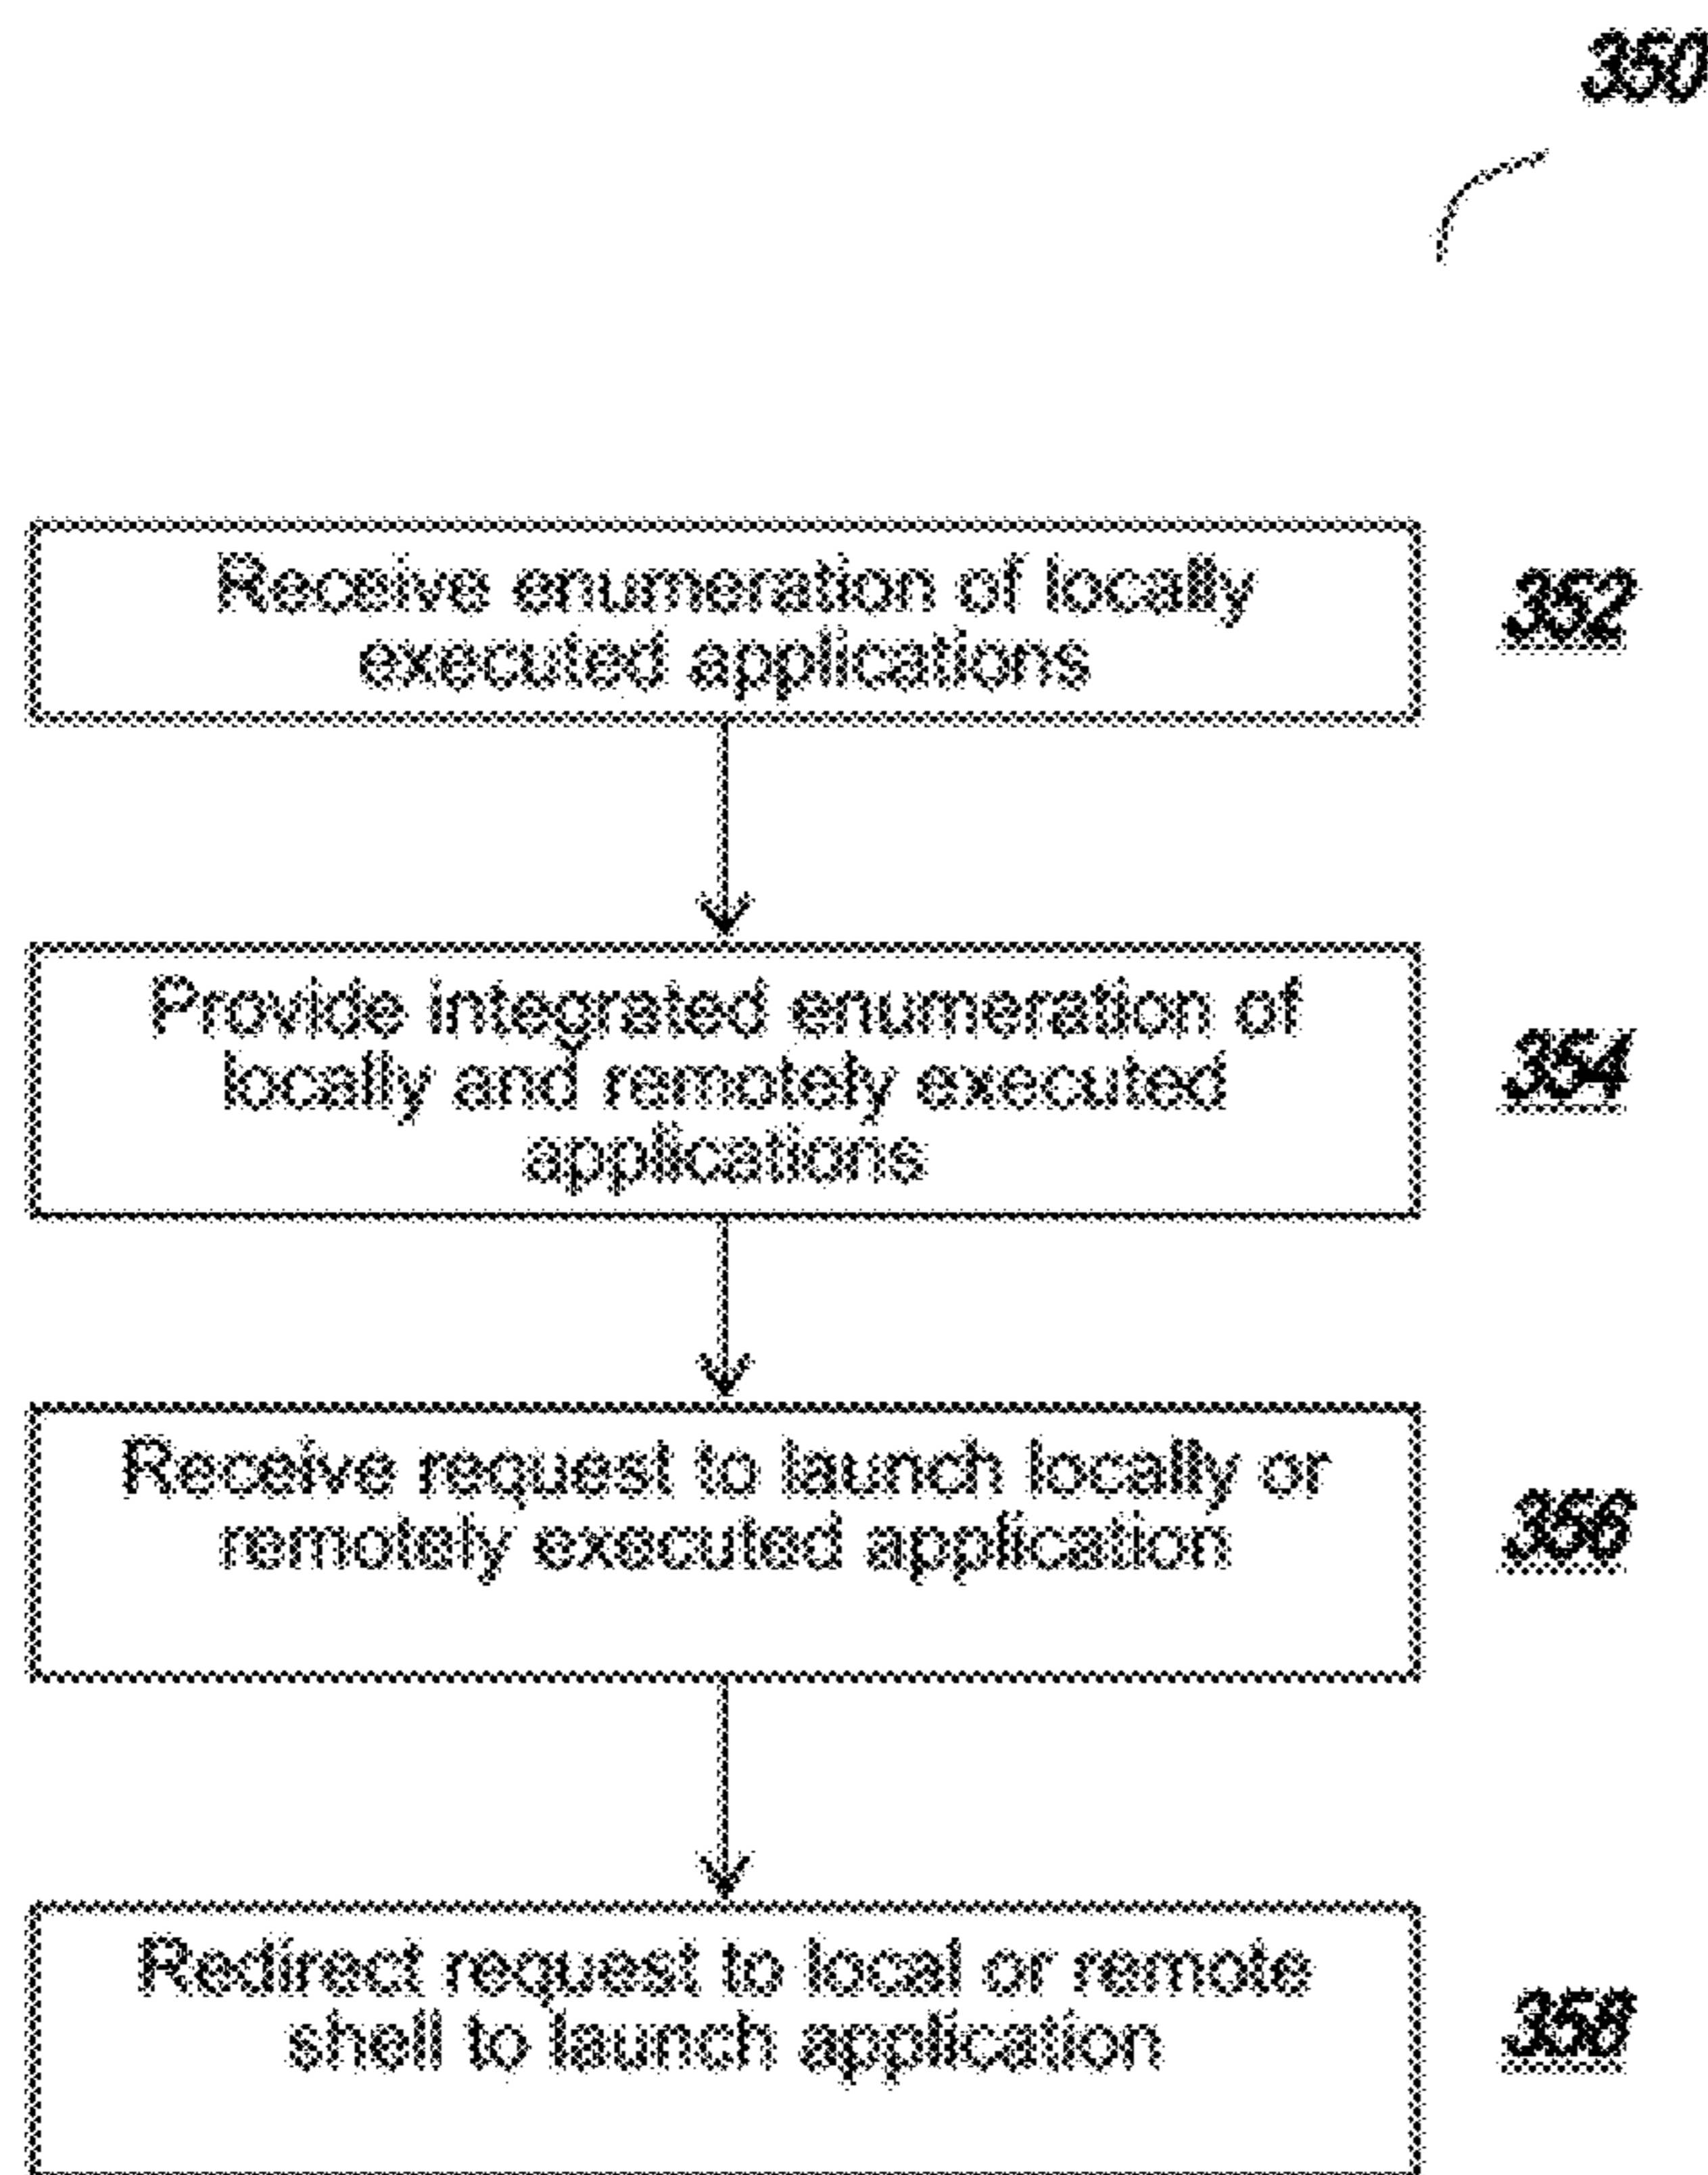 350
Receive enumeration of locally
executed applications
352
Provide integrated enumeration of
locally and remotely executed
applications
354
Receive request to launch locally or
remotely executed application
356
Redirect request to local or remote
shell to launch application
358